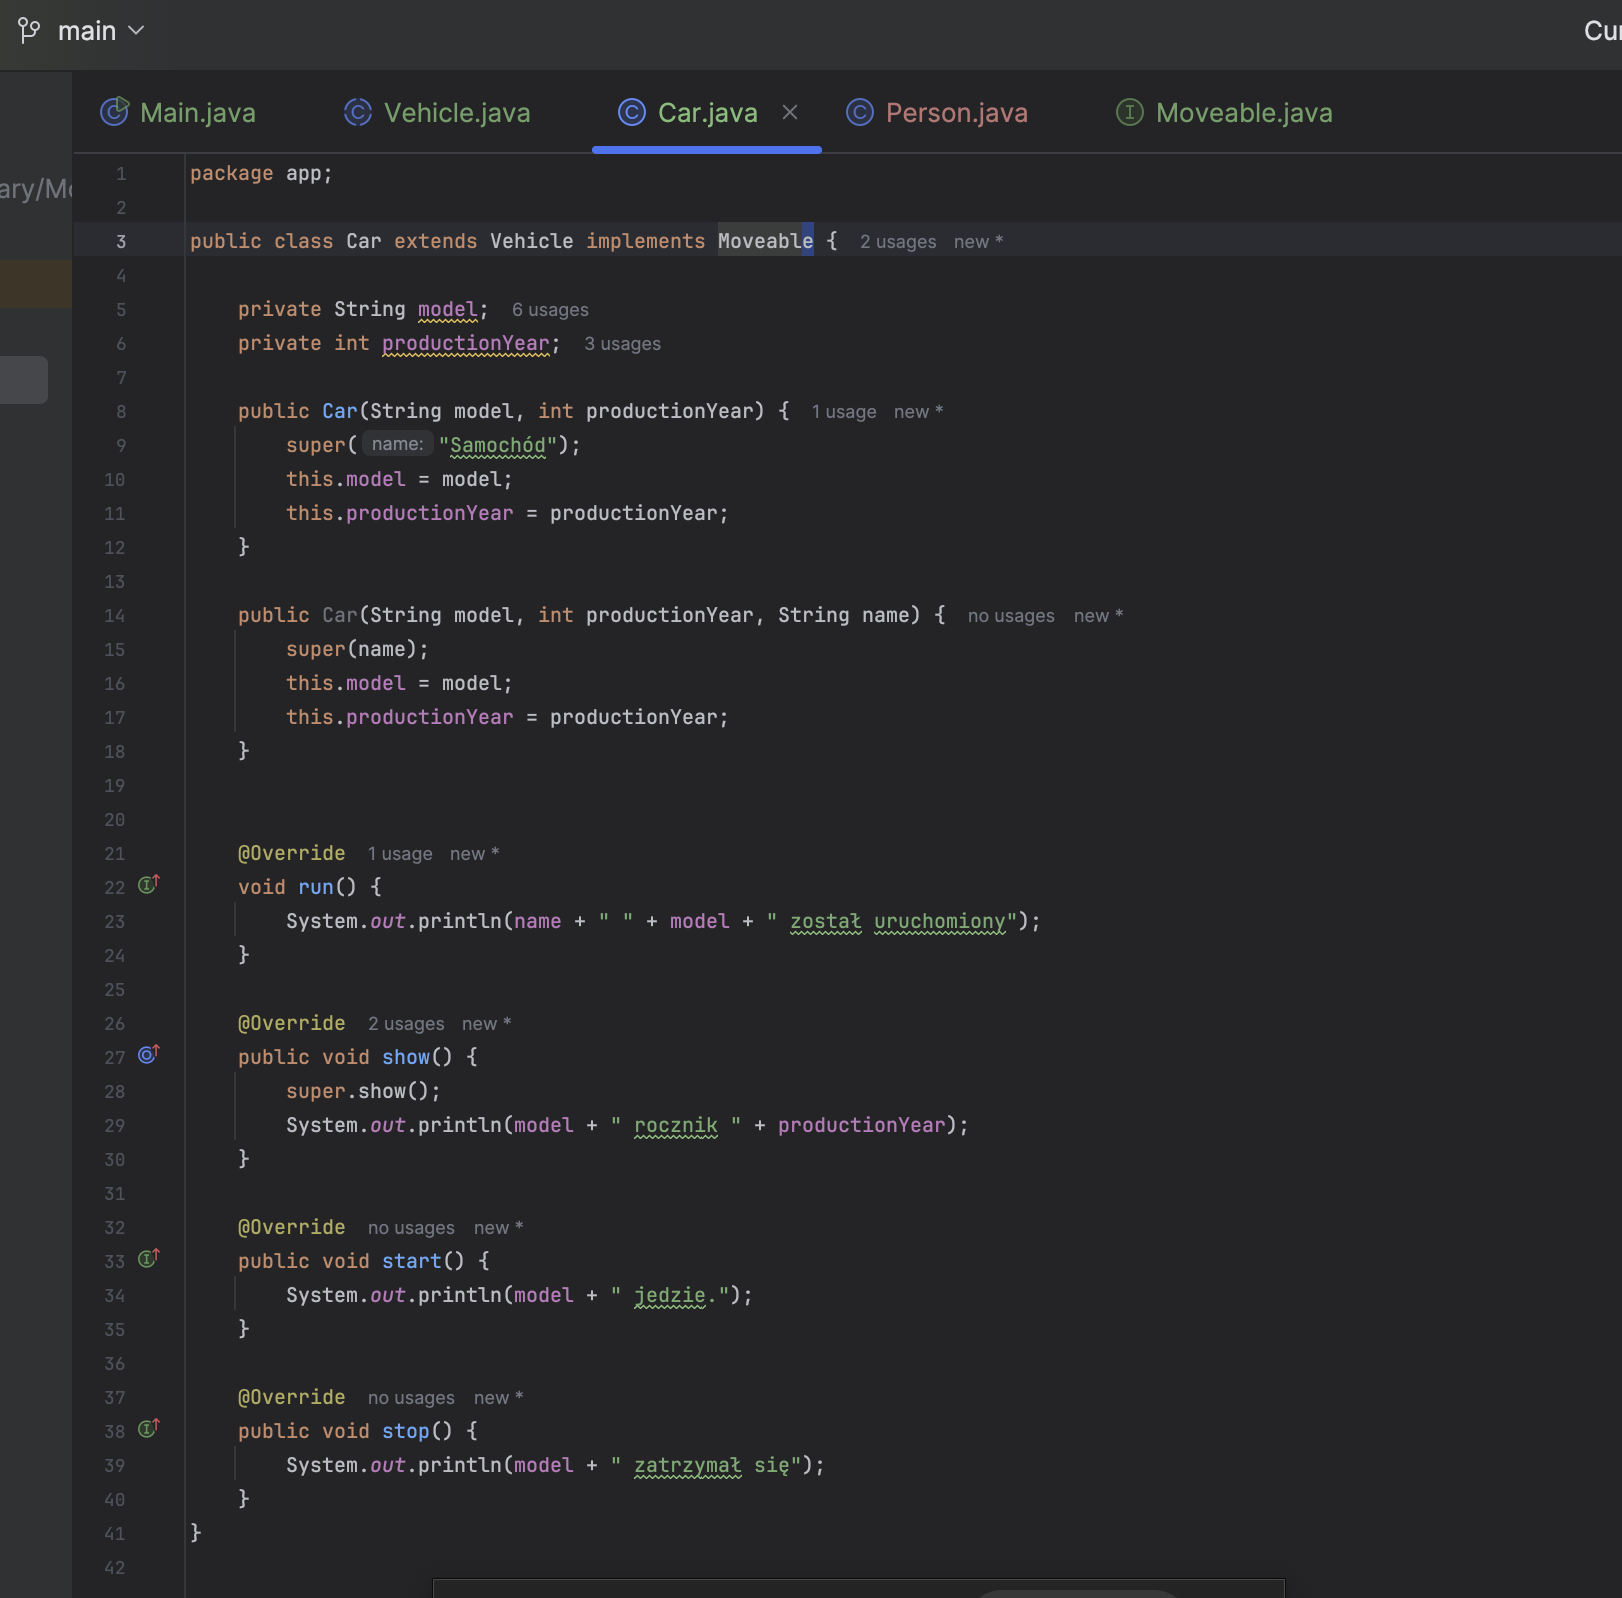 main
Main.java Vehicle.java Car.java Person.java Moveable.java
1 package app;
2
3 public class Car extends Vehicle implements Moveable { 2 usages new *
4
5 private String model; 6 usages
6 private int productionYear; 3 usages
7
8 public Car(String model, int productionYear) { 1 usage new *
9 super( name: "Samochód");
10 this.model = model;
11 this.productionYear = productionYear;
12 }
13
14 public Car(String model, int productionYear, String name) { no usages new *
15 super(name);
16 this.model = model;
17 this.productionYear = productionYear;
18 }
19
20
21 @Override 1 usage new *
22 void run() {
23 System.out.println(name + " " + model + " został uruchomiony");
24 }
25
26 @Override 2 usages new *
27 public void show() {
28 super.show();
29 System.out.println(model + " rocznik " + productionYear);
30 }
31
32 @Override no usages new *
33 public void start() {
34 System.out.println(model + " jedzie.");
35 }
36
37 @Override no usages new *
38 public void stop() {
39 System.out.println(model + " zatrzymał się");
40 }
41 }
42